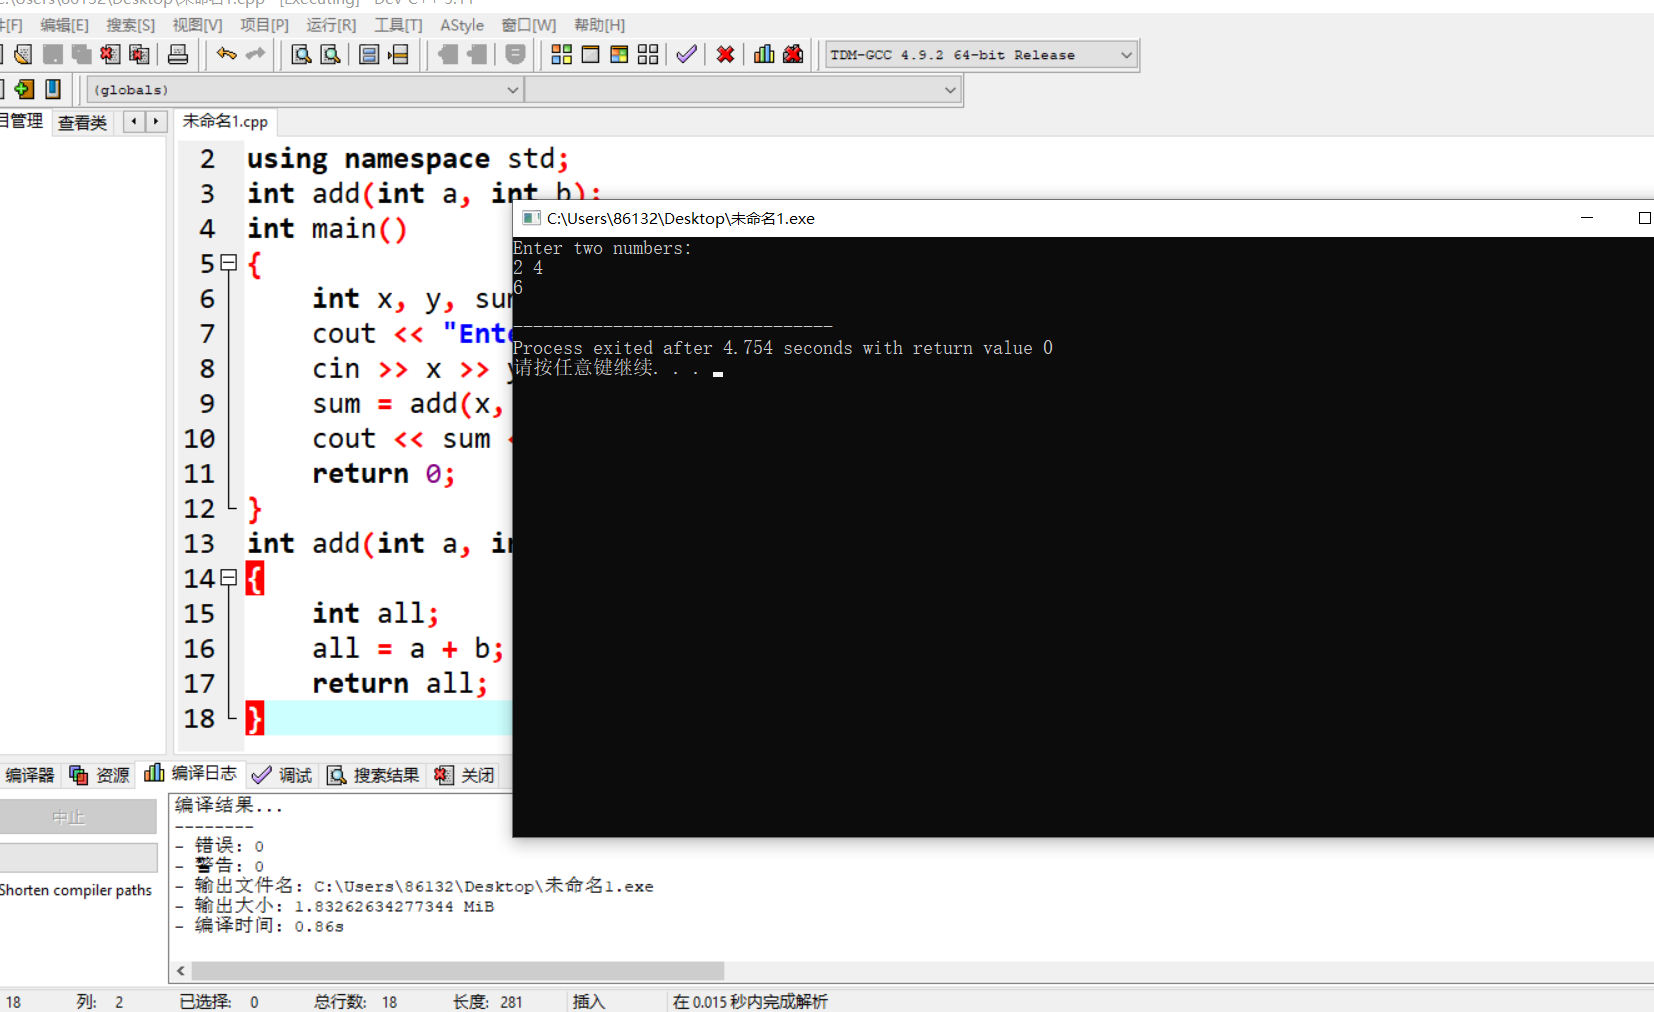 编辑[E] 搜索[S] 视图[V] 项目[P] 运行[R] 工具[T] AStyle 窗口[W] 帮助[H]
TDM-GCC 4.9.2 64-bit Release
(globals)
目管理 查看类 未命名1.cpp
2 using namespace std;
3 int add(int a, int b);
4 int main()
5 {
6 int x, y, sum
7 cout << "Ente
8 cin >> x >> y
9 sum = add(x,
10 cout << sum <
11 return 0;
12 }
13 int add(int a, in
14 {
15 int all;
16 all = a + b;
17 return all;
18 }
C:\Users\86132\Desktop\未命名1.exe
Enter two numbers:
2 4
6
--------------------------------
Process exited after 4.754 seconds with return value 0
请按任意键继续. . .
编译器 资源 编译日志 调试 搜索结果 关闭
中止
Shorten compiler paths
编译结果...
--------
- 错误: 0
- 警告: 0
- 输出文件名: C:\Users\86132\Desktop\未命名1.exe
- 输出大小: 1.83262634277344 MiB
- 编译时间: 0.86s
18 列: 2 已选择: 0 总行数: 18 长度: 281 插入 在 0.015 秒内完成解析